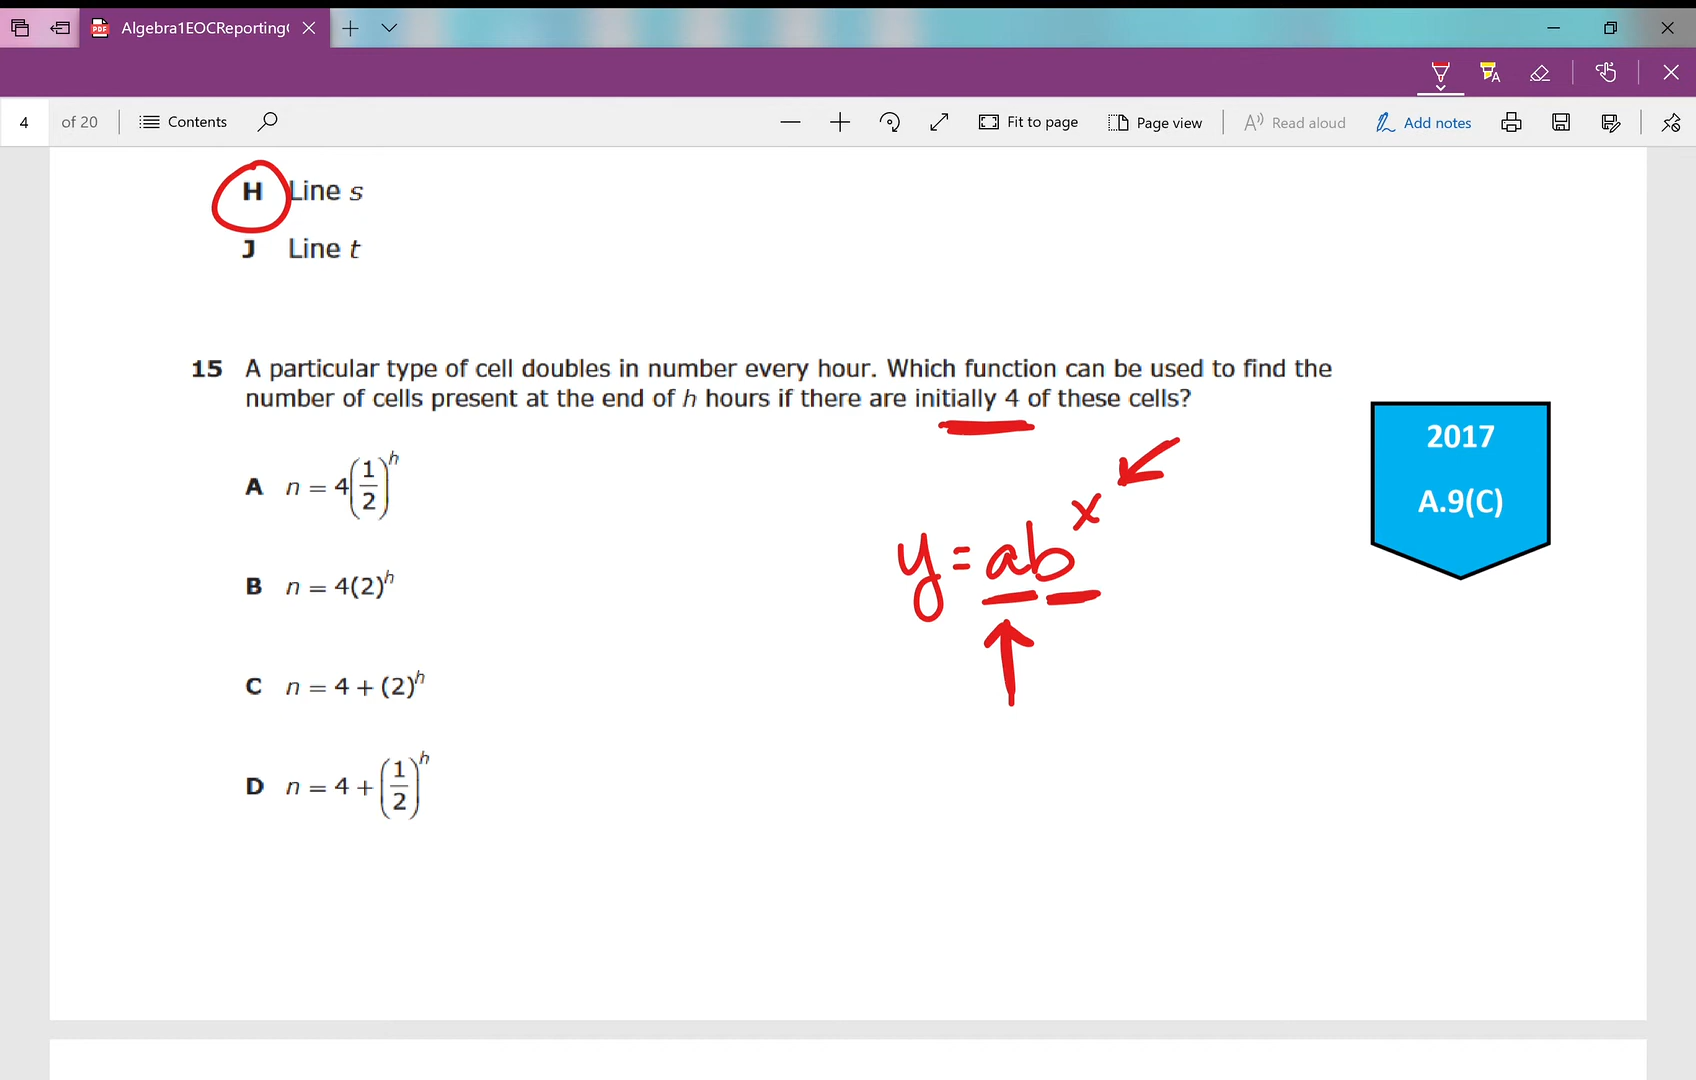 Algebra1EOCReporting(
4 of 20 Contents Fit to page Page view Read aloud Add notes
H Line s
J Line t
15 A particular type of cell doubles in number every hour. Which function can be used to find the
number of cells present at the end of h hours if there are initially 4 of these cells?
2017
A.9(C)
A n = 4(1/2)^h
B n = 4(2)^h
C n = 4 + (2)^h
D n = 4 + (1/2)^h
y = ab^x